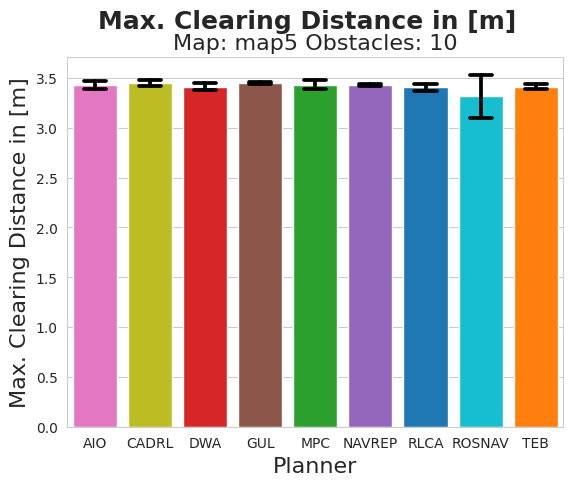 Max. Clearing Distance in [m]
Map: map5 Obstacles: 10
Max. Clearing Distance in [m]
3.5
3.0
2.5
2.0
1.5
1.0
0.5
0.0
AIO CADRL DWA GUL MPC NAVREP RLCA ROSNAV TEB
Planner